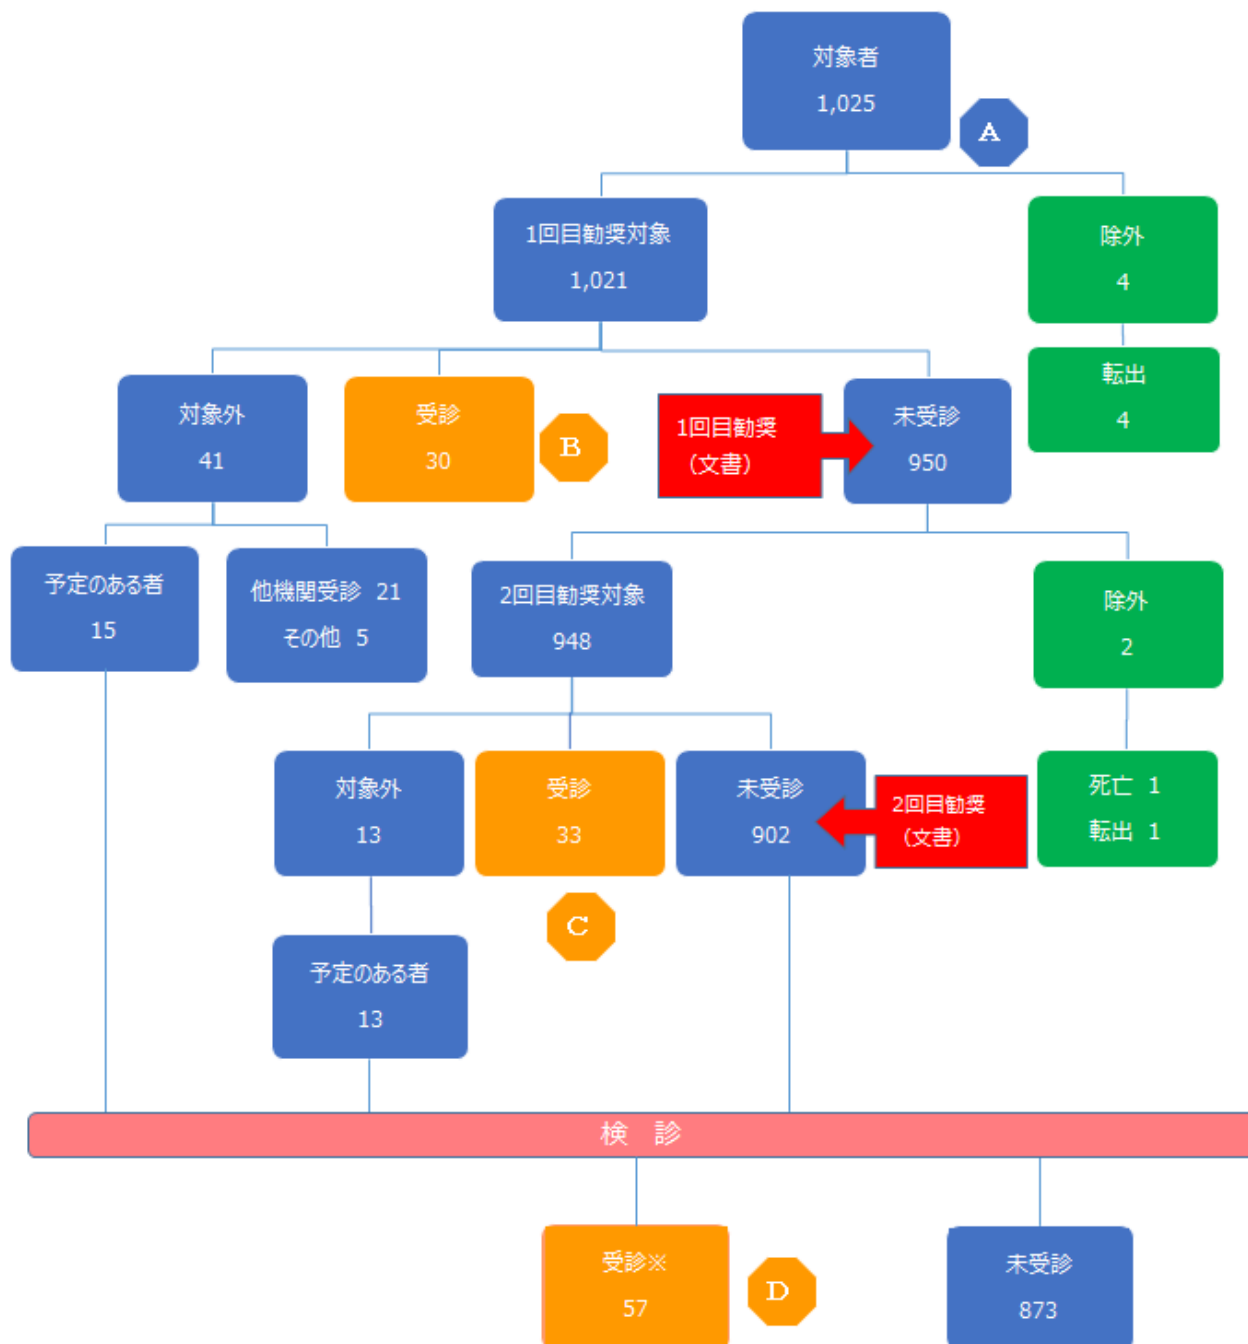 対象者
1,025
A
1回目勧奨対象
1,021
除外
4
転出
4
対象外
41
受診
30
B
1回目勧奨
（文書）
未受診
950
予定のある者
15
他機関受診 21
その他 5
2回目勧奨対象
948
除外
2
対象外
13
受診
33
C
未受診
902
2回目勧奨
（文書）
死亡 1
転出 1
予定のある者
13
検　診
受診※
57
D
未受診
873